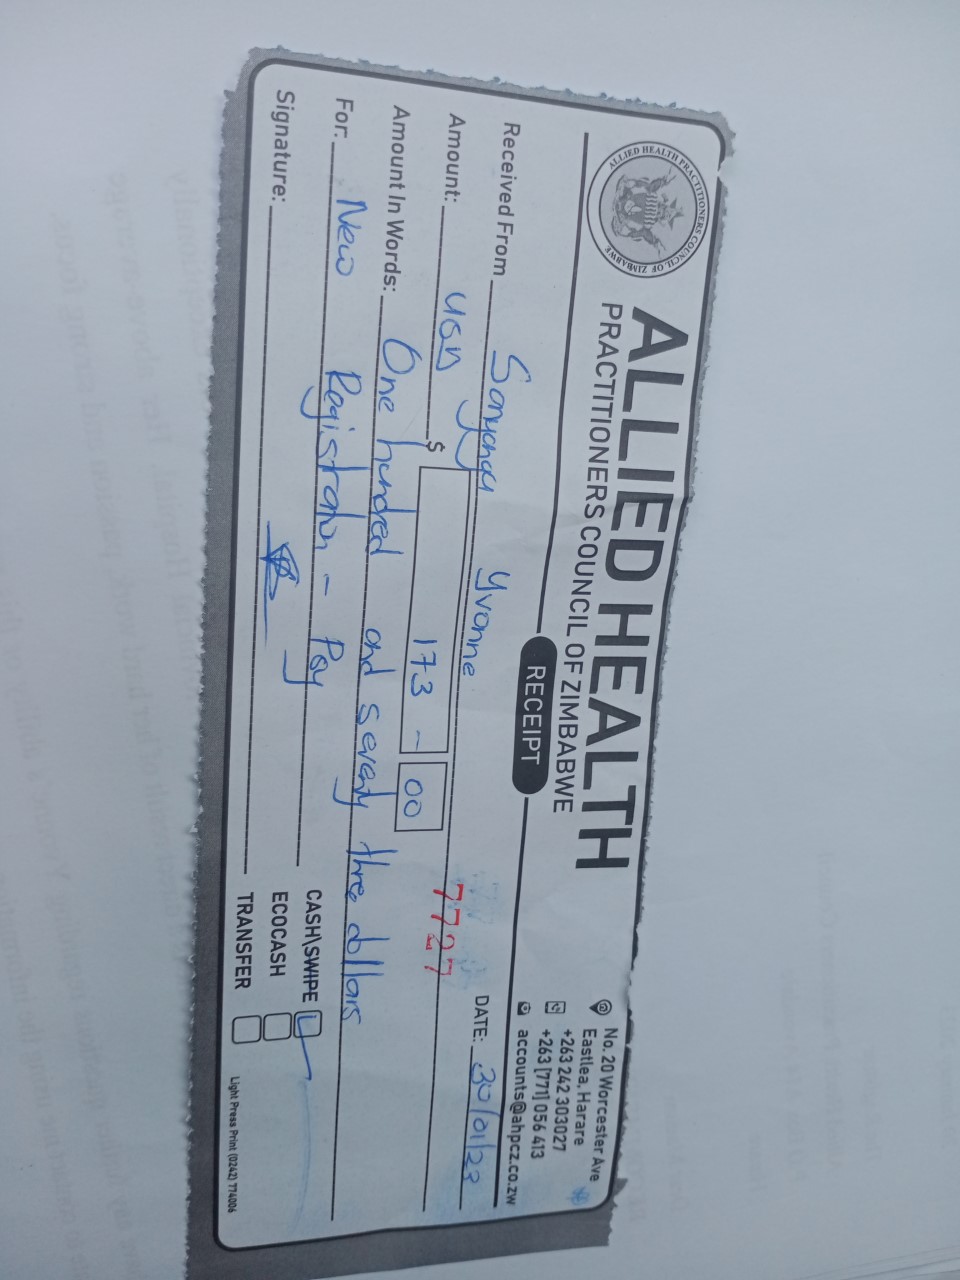 ALLIED HEALTH PRACTITIONERS COUNCIL OF ZIMBABWE
ALLIED HEALTH
PRACTITIONERS COUNCIL OF ZIMBABWE
No. 20 Worcester Ave
Eastlea, Harare
+263 242 303027
+263 [771] 056 413
accounts@ahpcz.co.zw
RECEIPT
DATE: 30/01/23
Received From Yvonne
7727
Amount: USD $ 173 - 00
Amount In Words: One hundred and seventy three dollars
For: New Registration - Pay
CASH\SWIPE
ECOCASH
Signature:
TRANSFER
Light Press Print (0242) 774006